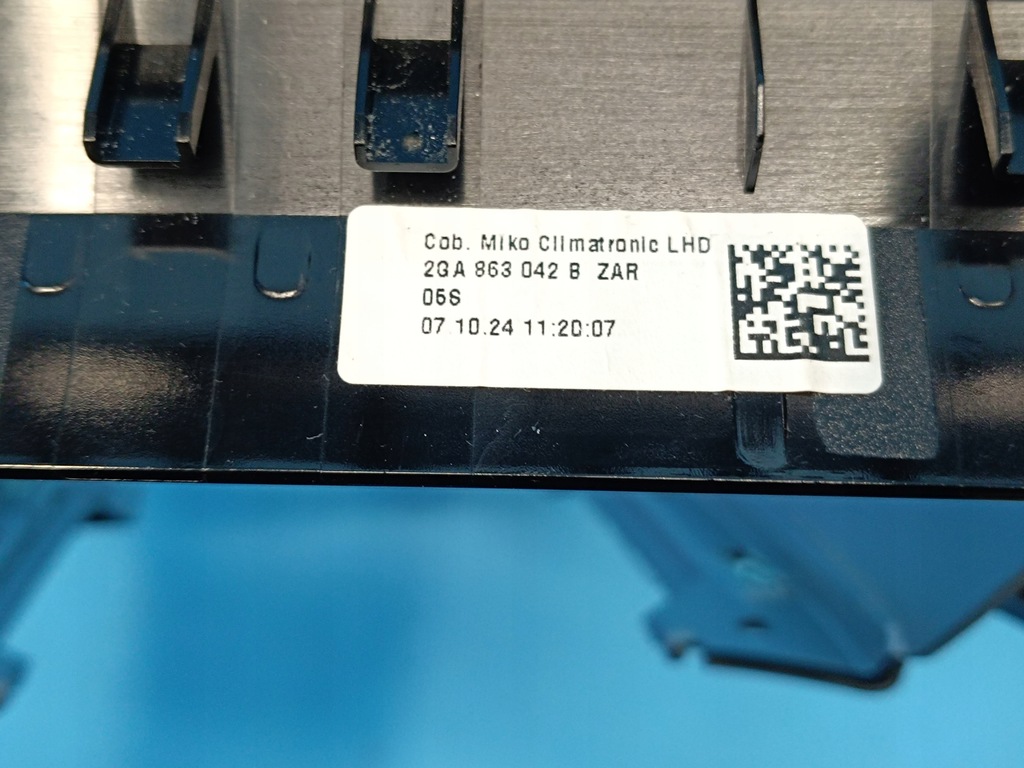 Cob. Miko Climatronic LHD
2GA 863 042 B ZAR
05S
07.10.24 11:20:07